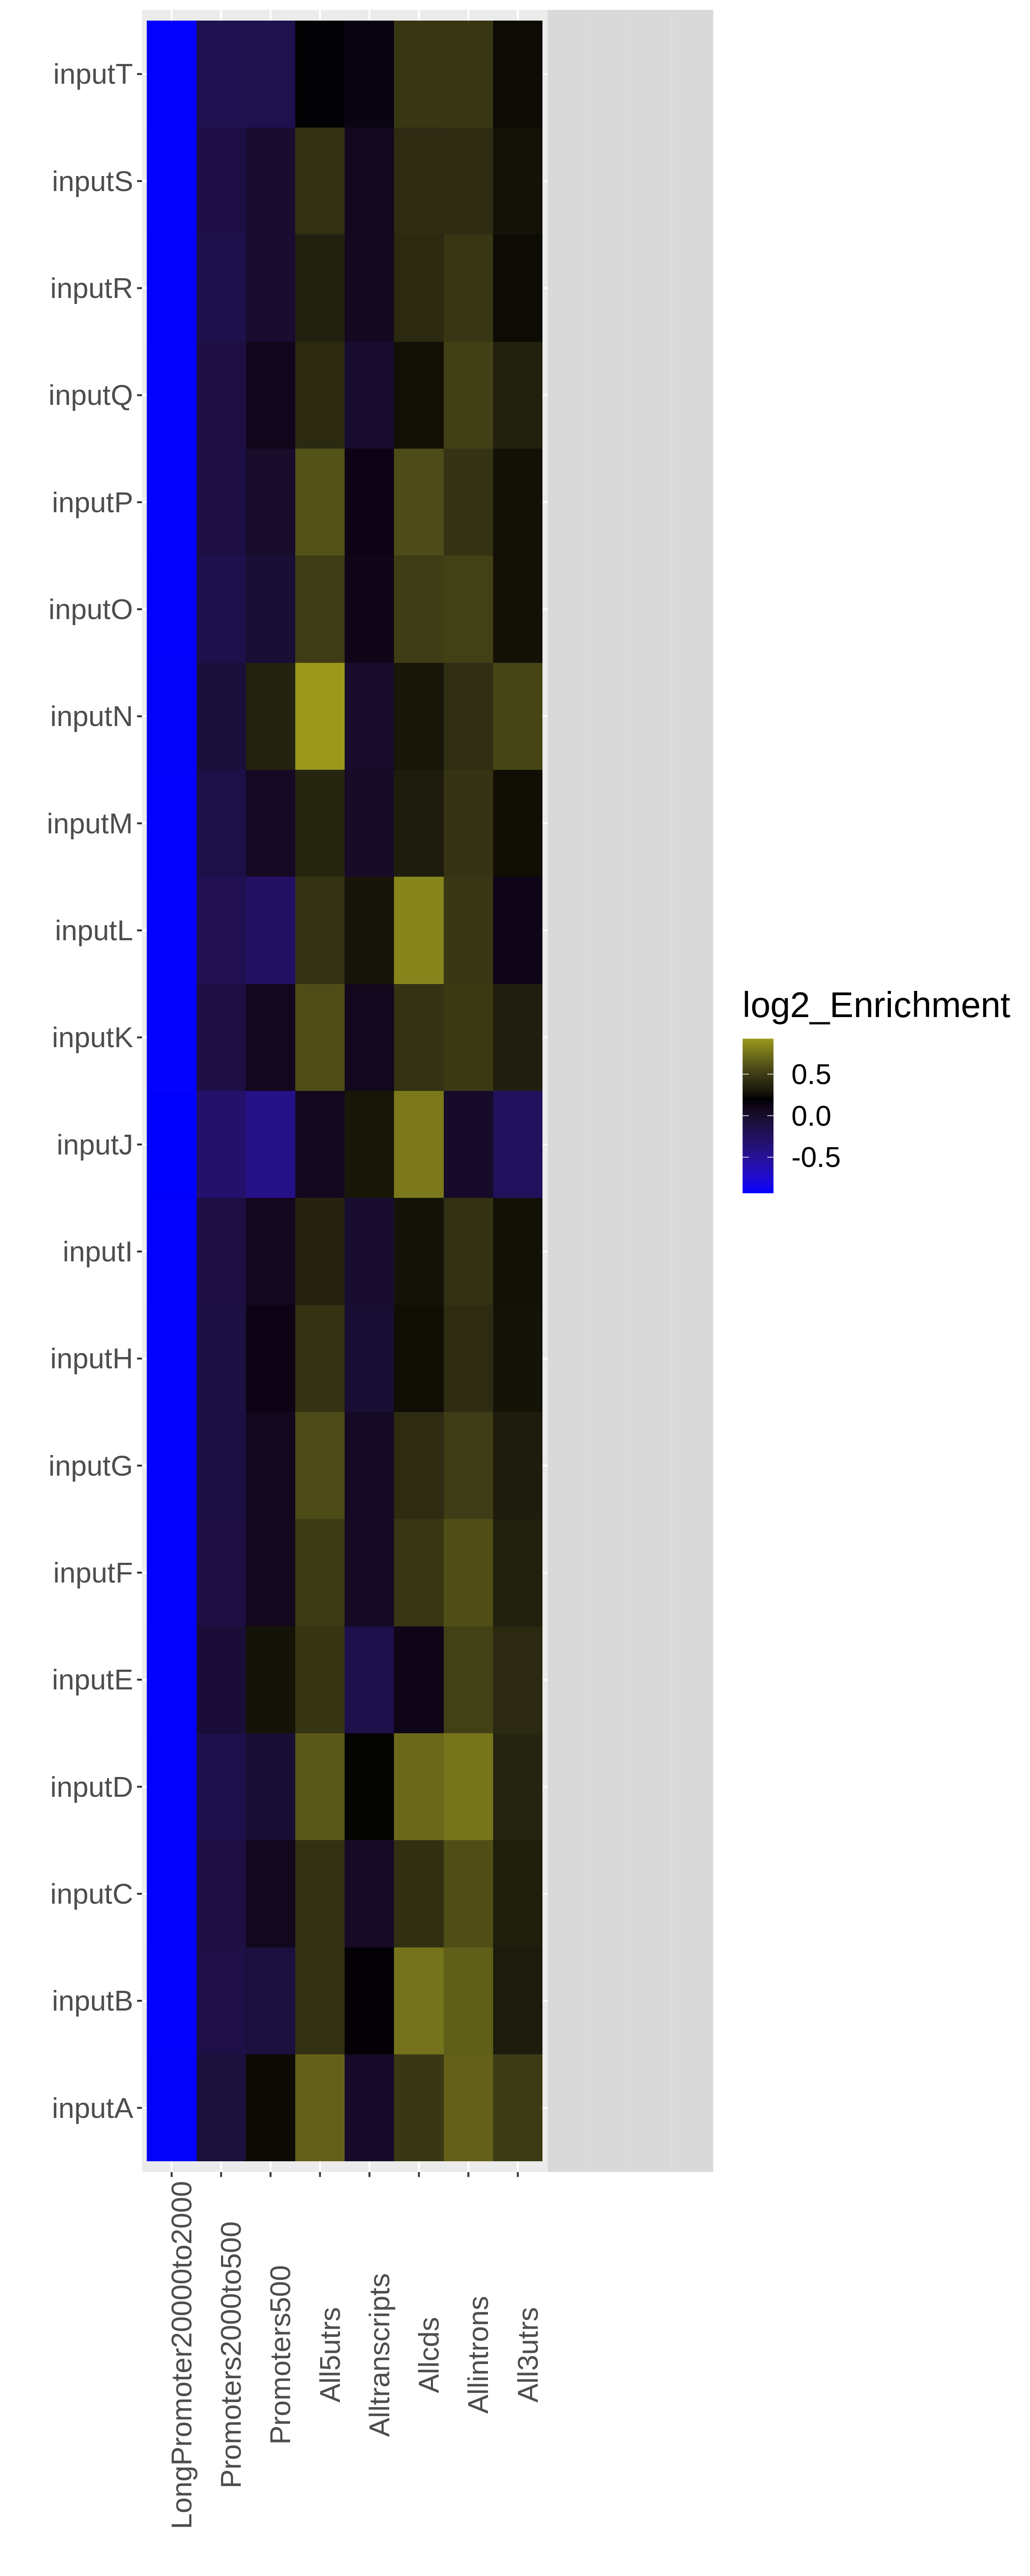 inputT
inputS
inputR
inputQ
inputP
inputO
inputN
inputM
inputL
inputK
inputJ
inputI
inputH
inputG
inputF
inputE
inputD
inputC
inputB
inputA
LongPromoter20000to2000
Promoters2000to500
Promoters500
All5utrs
Alltranscripts
Allcds
Allintrons
All3utrs
log2_Enrichment
0.5
0.0
-0.5